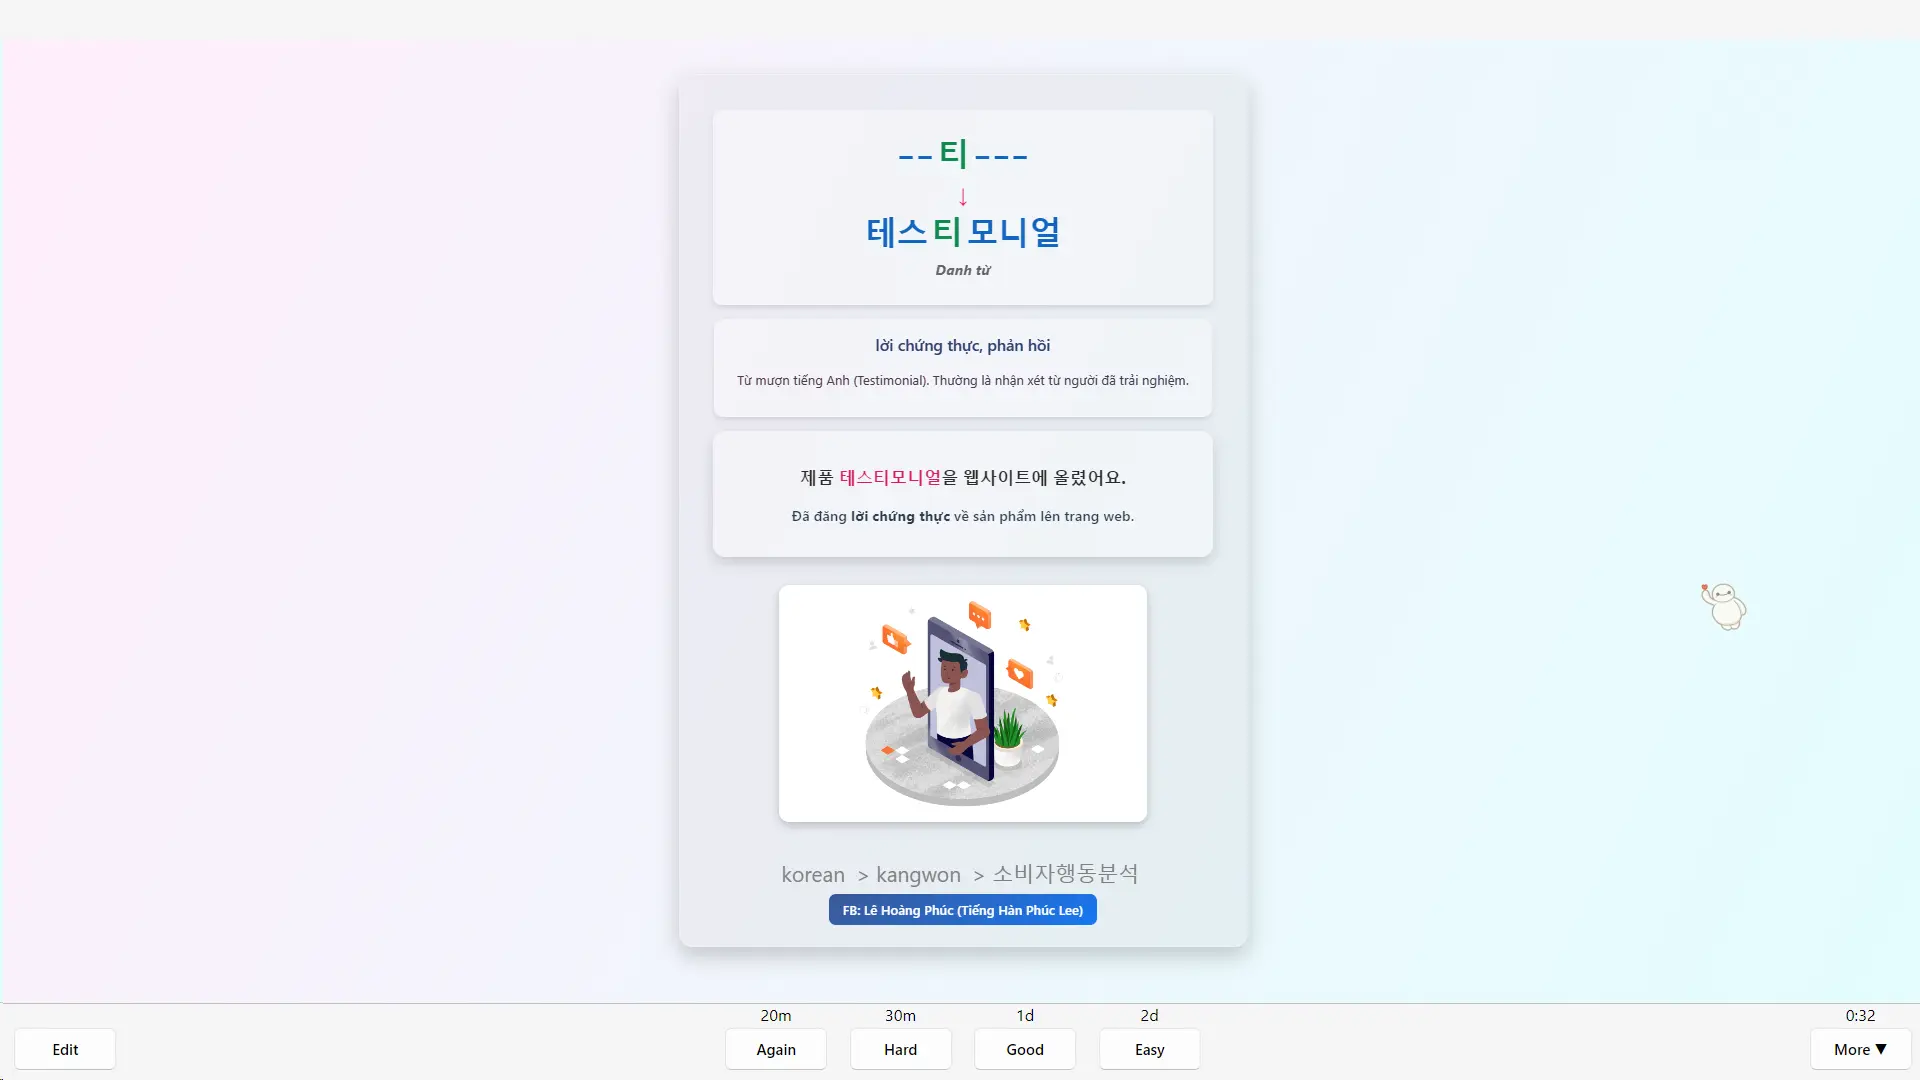 --티---
↓
테스티모니얼
Danh từ
lời chứng thực, phản hồi
Từ mượn tiếng Anh (Testimonial). Thường là nhận xét từ người đã trải nghiệm.
제품 테스티모니얼을 웹사이트에 올렸어요.
Đã đăng lời chứng thực về sản phẩm lên trang web.
korean > kangwon > 소비자행동분석
FB: Lê Hoàng Phúc (Tiếng Hàn Phúc Lee)
20m 30m 1d 2d 0:32
Edit Again Hard Good Easy More ▼